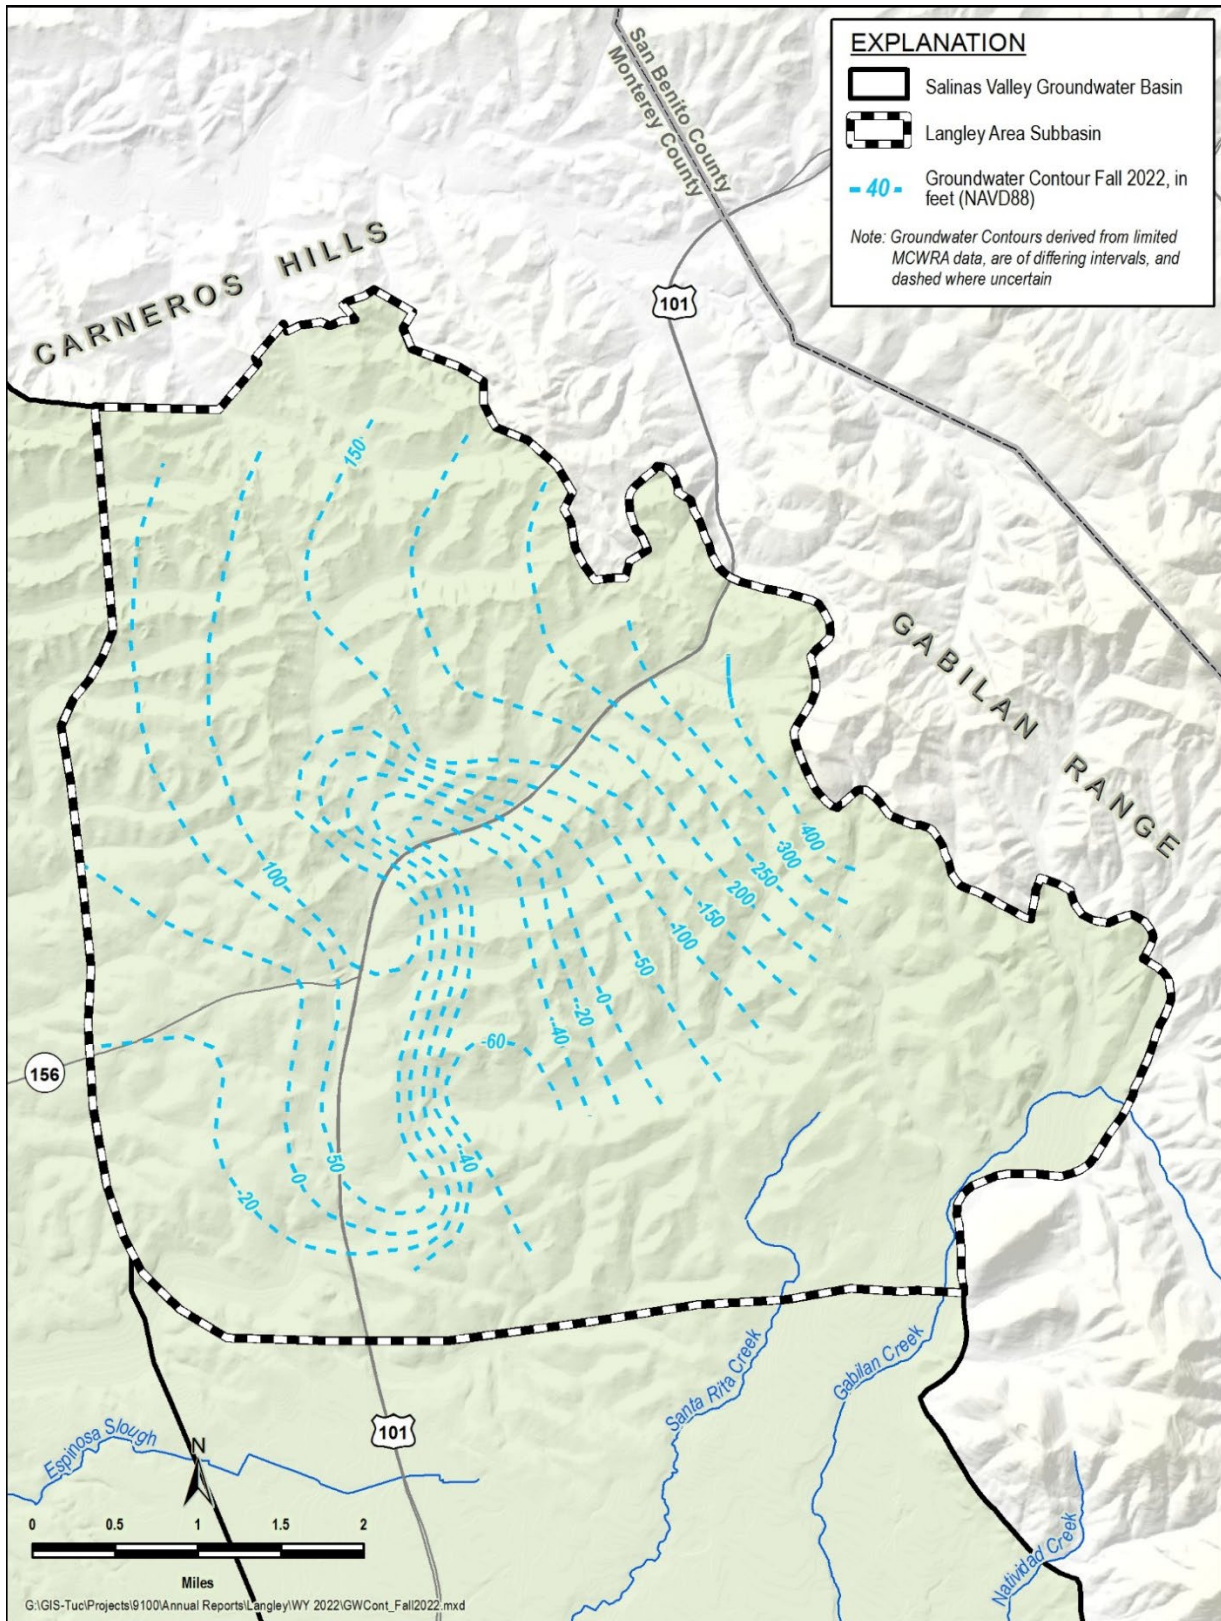 San Benito County
Monterey County
EXPLANATION
Salinas Valley Groundwater Basin
Langley Area Subbasin
- 40 -
Groundwater Contour Fall 2022, in
feet (NAVD88)
Note: Groundwater Contours derived from limited
MCWRA data, are of differing intervals, and
dashed where uncertain
CARNEROS HILLS
101
150
GABILAN RANGE
400
300
250
200
150
100
50
0
-20
-40
100
-60
156
-40
50
0
-20
Santa Rita Creek
Gabilan Creek
101
Espinosa Slough
N
Natividad Creek
0 0.5 1 1.5 2
Miles
G:\GIS-Tuc\Projects\9100\Annual Reports\Langley\WY 2022\GWCont_Fall2022.mxd